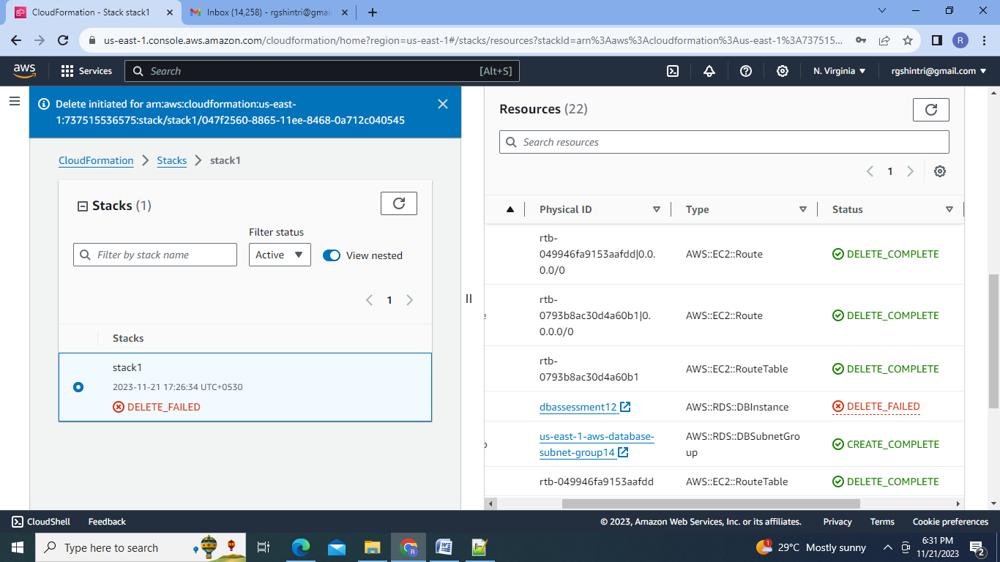 CloudFormation - Stack stack1
Inbox (14,258) - rgshintri@gmail
us-east-1.console.aws.amazon.com/cloudformation/home?region=us-east-1#/stacks/resources?stackId=arn%3Aaws%3Acloudformation%3Aus-east-1%3A737515...
R
aws
Services
Search
[Alt+S]
N. Virginia
rgshintri@gmail.com
Delete initiated for arn:aws:cloudformation:us-east-
1:737515536575:stack/stack1/047f2560-8865-11ee-8468-0a712c040545
CloudFormation
Stacks
stack1
Stacks (1)
Filter status
Filter by stack name
Active
View nested
1
Stacks
stack1
2023-11-21 17:26:34 UTC+0530
DELETE_FAILED
Resources (22)
Search resources
1
Physical ID
Type
Status
rtb-
049946fa9153aafdd|0.0.
0.0/0
AWS::EC2::Route
DELETE_COMPLETE
rtb-
0793b8ac30d4a60b1|0.
0.0.0/0
AWS::EC2::Route
DELETE_COMPLETE
rtb-
0793b8ac30d4a60b1
AWS::EC2::RouteTable
DELETE_COMPLETE
dbassessment12
AWS::RDS::DBInstance
DELETE_FAILED
us-east-1-aws-database-
subnet-group14
AWS::RDS::DBSubnetGro
up
CREATE_COMPLETE
rtb-049946fa9153aafdd
AWS::EC2::RouteTable
DELETE_COMPLETE
CloudShell
Feedback
© 2023, Amazon Web Services, Inc. or its affiliates.
Privacy
Terms
Cookie preferences
Type here to search
R
1
29°C Mostly sunny
6:31 PM
11/21/2023
2